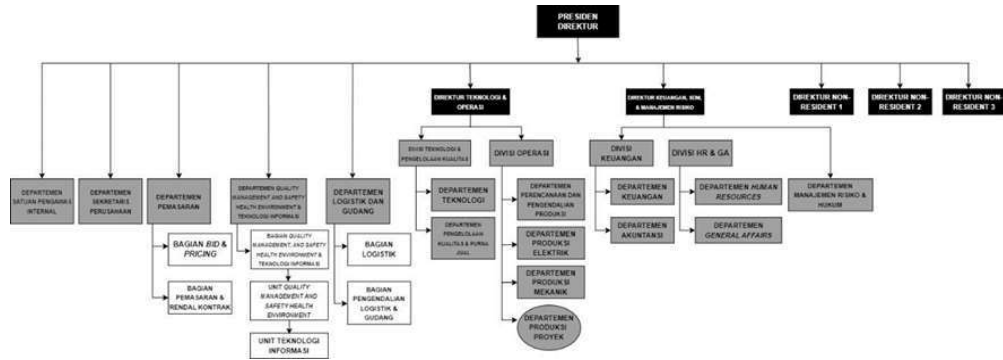 PRESIDEN
DIREKTUR
DIREKTUR TEKNOLOGI &
OPERASI
DIREKTUR KEUANGAN, SDM,
& MANAJEMEN RISIKO
DIREKTUR NON-
RESIDENT 1
DIREKTUR NON-
RESIDENT 2
DIREKTUR NON-
RESIDENT 3
DIVISI TEKNOLOGI &
PENGELOLAAN KUALITAS
DIVISI OPERASI
DIVISI
KEUANGAN
DIVISI HR & GA
DEPARTEMEN
SATUAN PENGAWAS
INTERNAL
DEPARTEMEN
SEKRETARIS
PERUSAHAAN
DEPARTEMEN
PEMASARAN
DEPARTEMEN QUALITY
MANAGEMENT AND SAFETY
HEALTH ENVIRONMENT &
TEKNOLOGI INFORMASI
DEPARTEMEN
LOGISTIK DAN
GUDANG
DEPARTEMEN
TEKNOLOGI
DEPARTEMEN
PERENCANAAN DAN
PENGENDALIAN
PRODUKSI
DEPARTEMEN
KEUANGAN
DEPARTEMEN HUMAN
RESOURCES
DEPARTEMEN
MANAJEMEN RISIKO &
HUKUM
BAGIAN BID &
PRICING
BAGIAN QUALITY
MANAGEMENT, AND SAFETY
HEALTH ENVIRONMENT &
TEKNOLOGI INFORMASI
BAGIAN
LOGISTIK
DEPARTEMEN
PENGELOLAAN
KUALITAS & PURNA
JUAL
DEPARTEMEN
PRODUKSI
ELEKTRIK
DEPARTEMEN
AKUNTANSI
DEPARTEMEN
GENERAL AFFAIRS
BAGIAN
PEMASARAN &
RENDAL KONTRAK
UNIT QUALITY
MANAGEMENT AND
SAFETY HEALTH
ENVIRONMENT
BAGIAN
PENGENDALIAN
LOGISTIK &
GUDANG
DEPARTEMEN
PRODUKSI
MEKANIK
UNIT TEKNOLOGI
INFORMASI
DEPARTEMEN
PRODUKSI
PROYEK